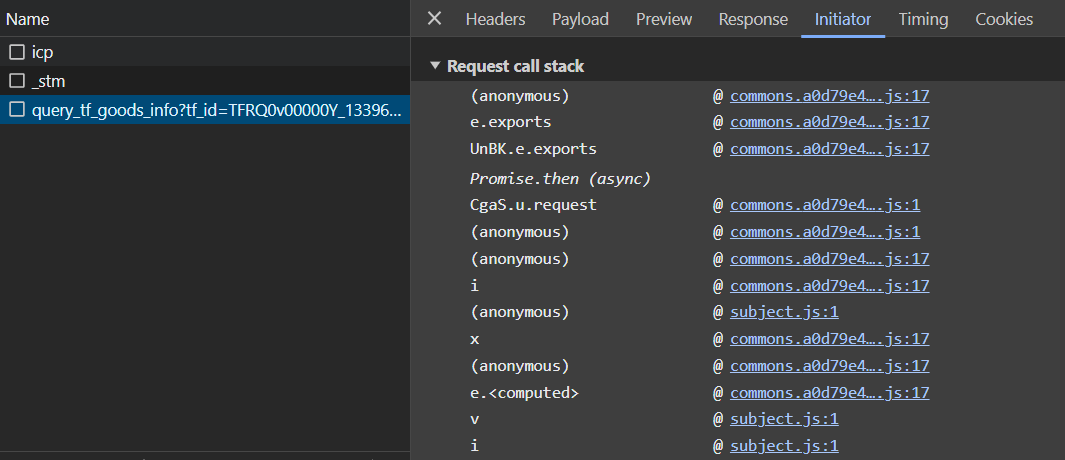 Name
icp
_stm
query_tf_goods_info?tf_id=TFRQ0v00000Y_13396...
Headers Payload Preview Response Initiator Timing Cookies
Request call stack
(anonymous) @ commons.a0d79e4….js:17
e.exports @ commons.a0d79e4….js:17
UnBK.e.exports @ commons.a0d79e4….js:17
Promise.then (async)
CgaS.u.request @ commons.a0d79e4….js:1
(anonymous) @ commons.a0d79e4….js:1
(anonymous) @ commons.a0d79e4….js:17
i @ commons.a0d79e4….js:17
(anonymous) @ subject.js:1
x @ commons.a0d79e4….js:17
(anonymous) @ commons.a0d79e4….js:17
e.<computed> @ commons.a0d79e4….js:17
v @ subject.js:1
i @ subject.js:1